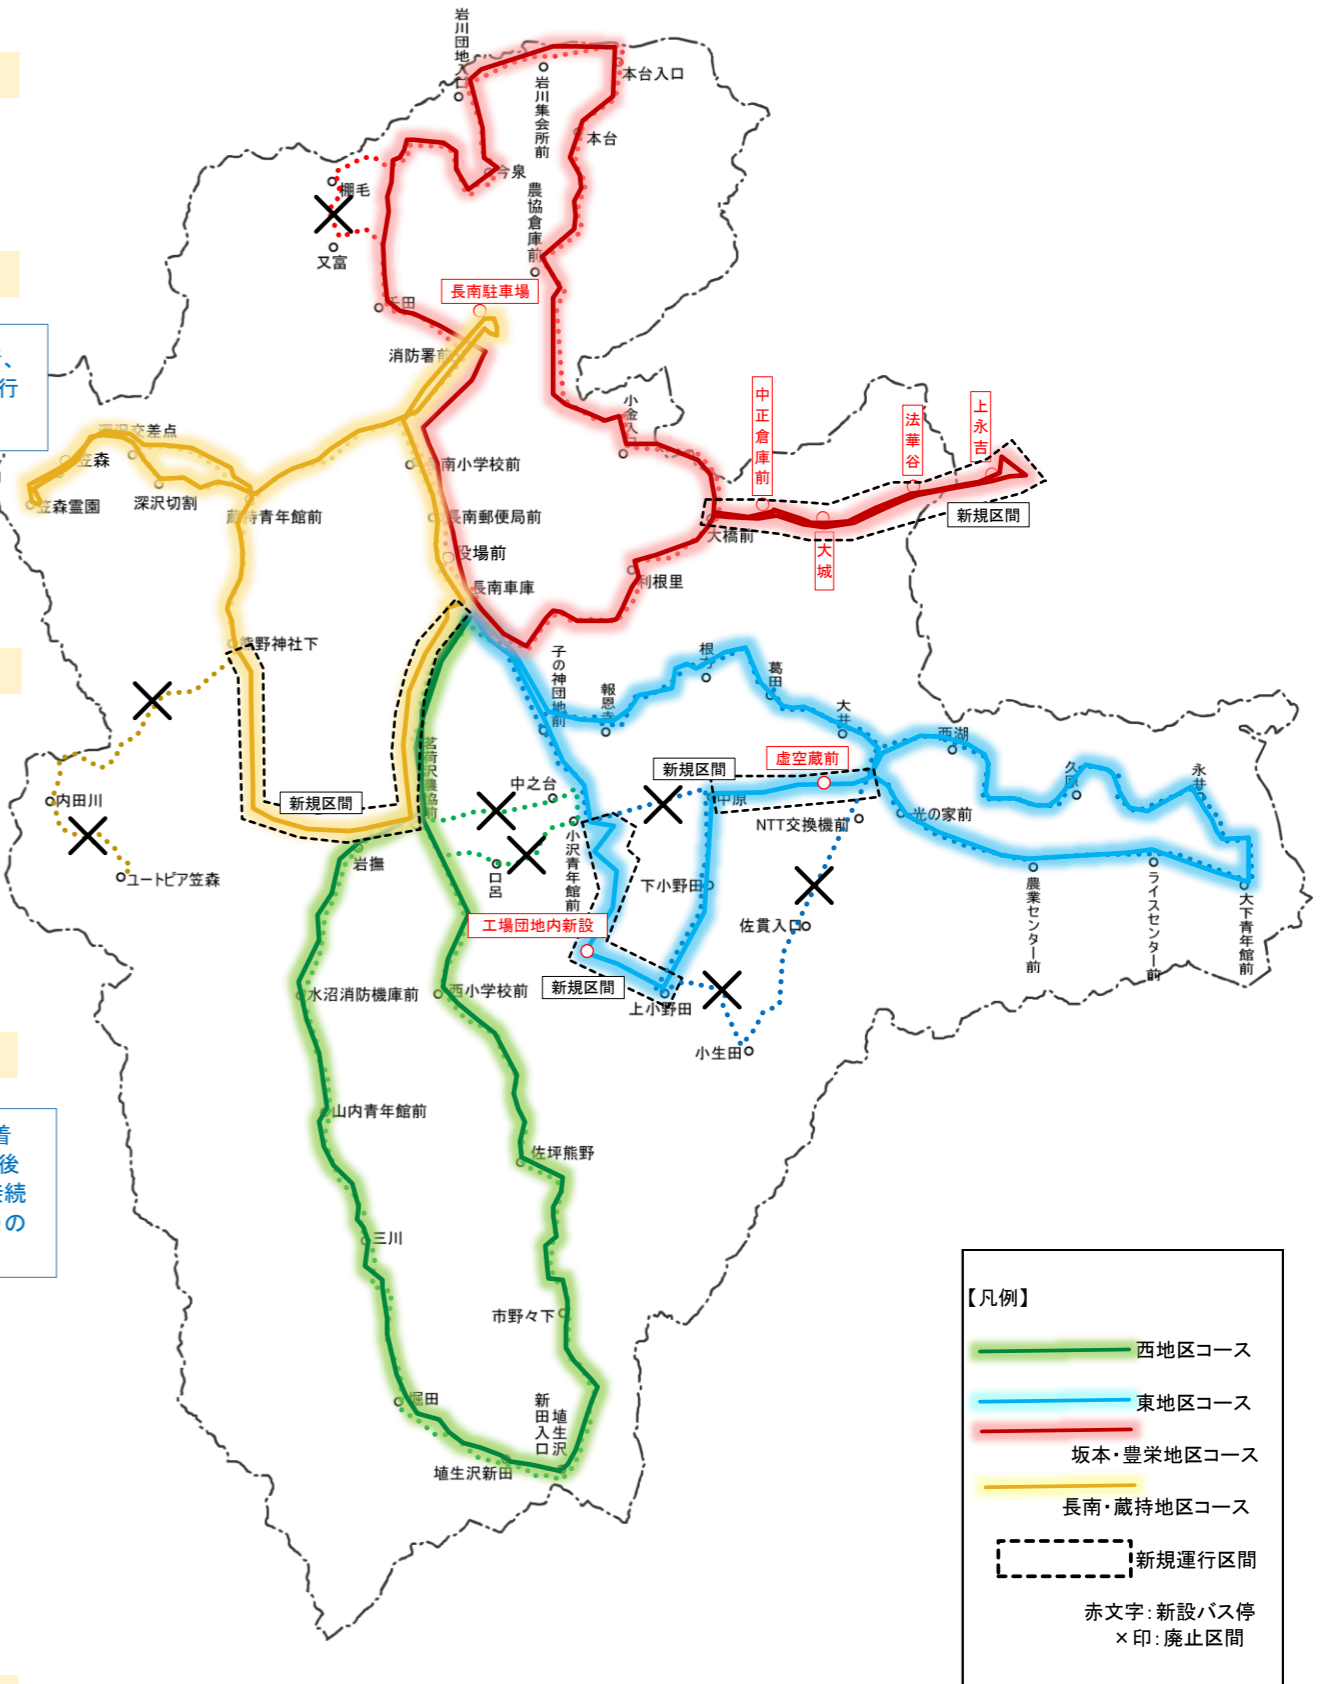 岩川団地入口
岩川集会所前
本台入口
本台
今泉
棚毛
又富
農協倉庫前
千田
長南駐車場
消防署前
小金入口
中正倉庫前
法華谷
上永吉
新規区間
大橋前
大城
利根里
深沢交差点
笠森
笠森霊園
深沢切割
蔵持青年館前
長南小学校前
長南郵便局前
役場前
長南車庫
熊野神社下
内田川
ユートピア笠森
新規区間
茗荷沢農協前
岩撫
子の神団地前
報恩寺
葛田
大井
西湖
久原
永井
虚空蔵前
新規区間
中原
NTT交換機前
光の家前
中之台
小沢青年館前
口呂
下小野田
佐貫入口
農業センター前
ライスセンター前
大下青年館前
工場団地内新設
新規区間
上小野田
小生田
水沼消防機庫前
西小学校前
山内青年館前
佐坪熊野
三川
市野々下
堀田
新田入口
埴生沢
埴生沢新田
、
行
着
後
接続
の
【凡例】
西地区コース
東地区コース
坂本・豊栄地区コース
長南・蔵持地区コース
新規運行区間
赤文字：新設バス停
×印：廃止区間